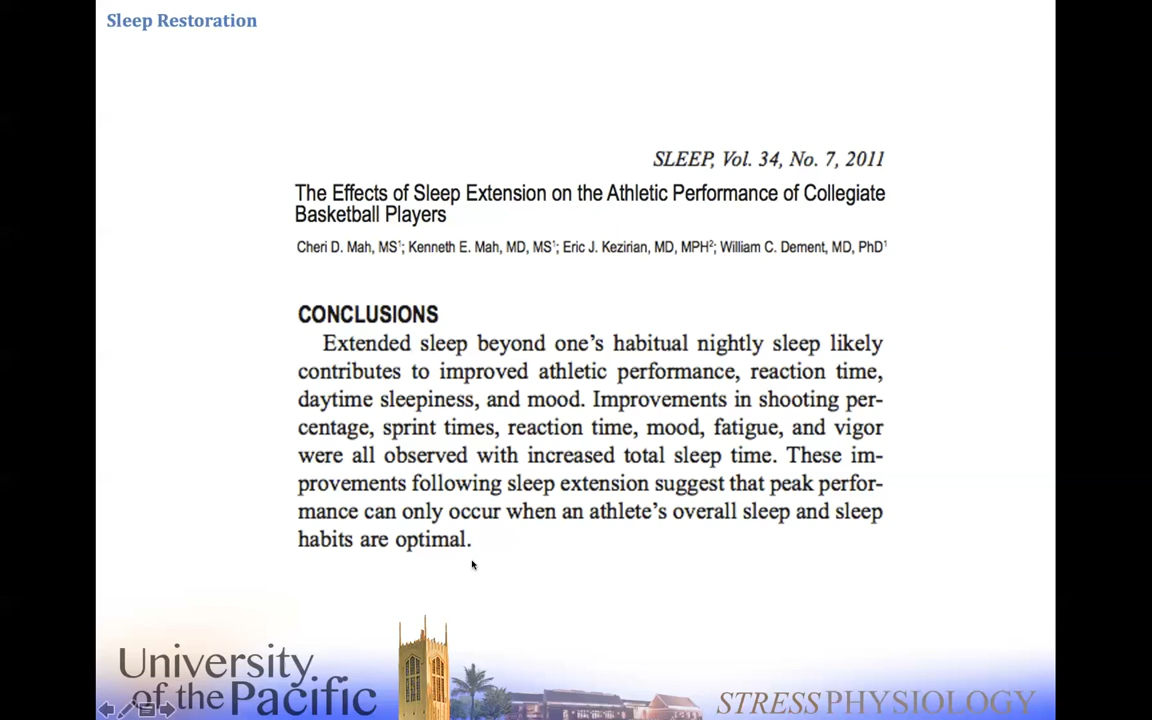 Sleep Restoration
SLEEP, Vol. 34, No. 7, 2011
The Effects of Sleep Extension on the Athletic Performance of Collegiate
Basketball Players
Cheri D. Mah, MS¹; Kenneth E. Mah, MD, MS¹; Eric J. Kezirian, MD, MPH²; William C. Dement, MD, PhD¹
CONCLUSIONS
Extended sleep beyond one's habitual nightly sleep likely
contributes to improved athletic performance, reaction time,
daytime sleepiness, and mood. Improvements in shooting per-
centage, sprint times, reaction time, mood, fatigue, and vigor
were all observed with increased total sleep time. These im-
provements following sleep extension suggest that peak perfor-
mance can only occur when an athlete's overall sleep and sleep
habits are optimal.
University
of the Pacific
STRESS PHYSIOLOGY